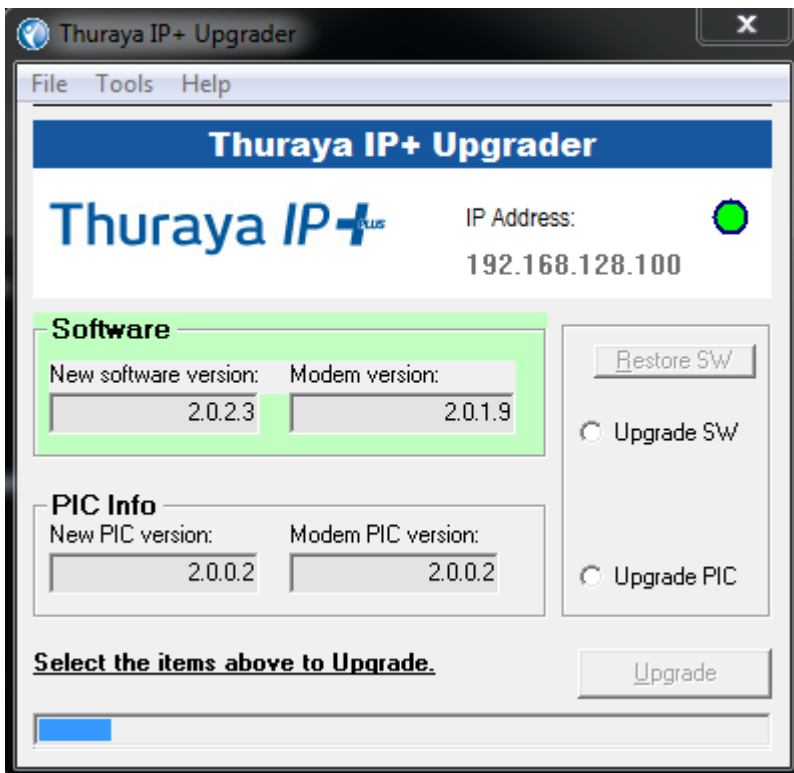 Thuraya IP+ Upgrader
File Tools Help
Thuraya IP+ Upgrader
Thuraya IP+ PLUS
IP Address:
192.168.128.100
Software
New software version: Modem version:
2.0.2.3 2.0.1.9
Restore SW
Upgrade SW
PIC Info
New PIC version: Modem PIC version:
2.0.0.2 2.0.0.2
Upgrade PIC
Select the items above to Upgrade.
Upgrade